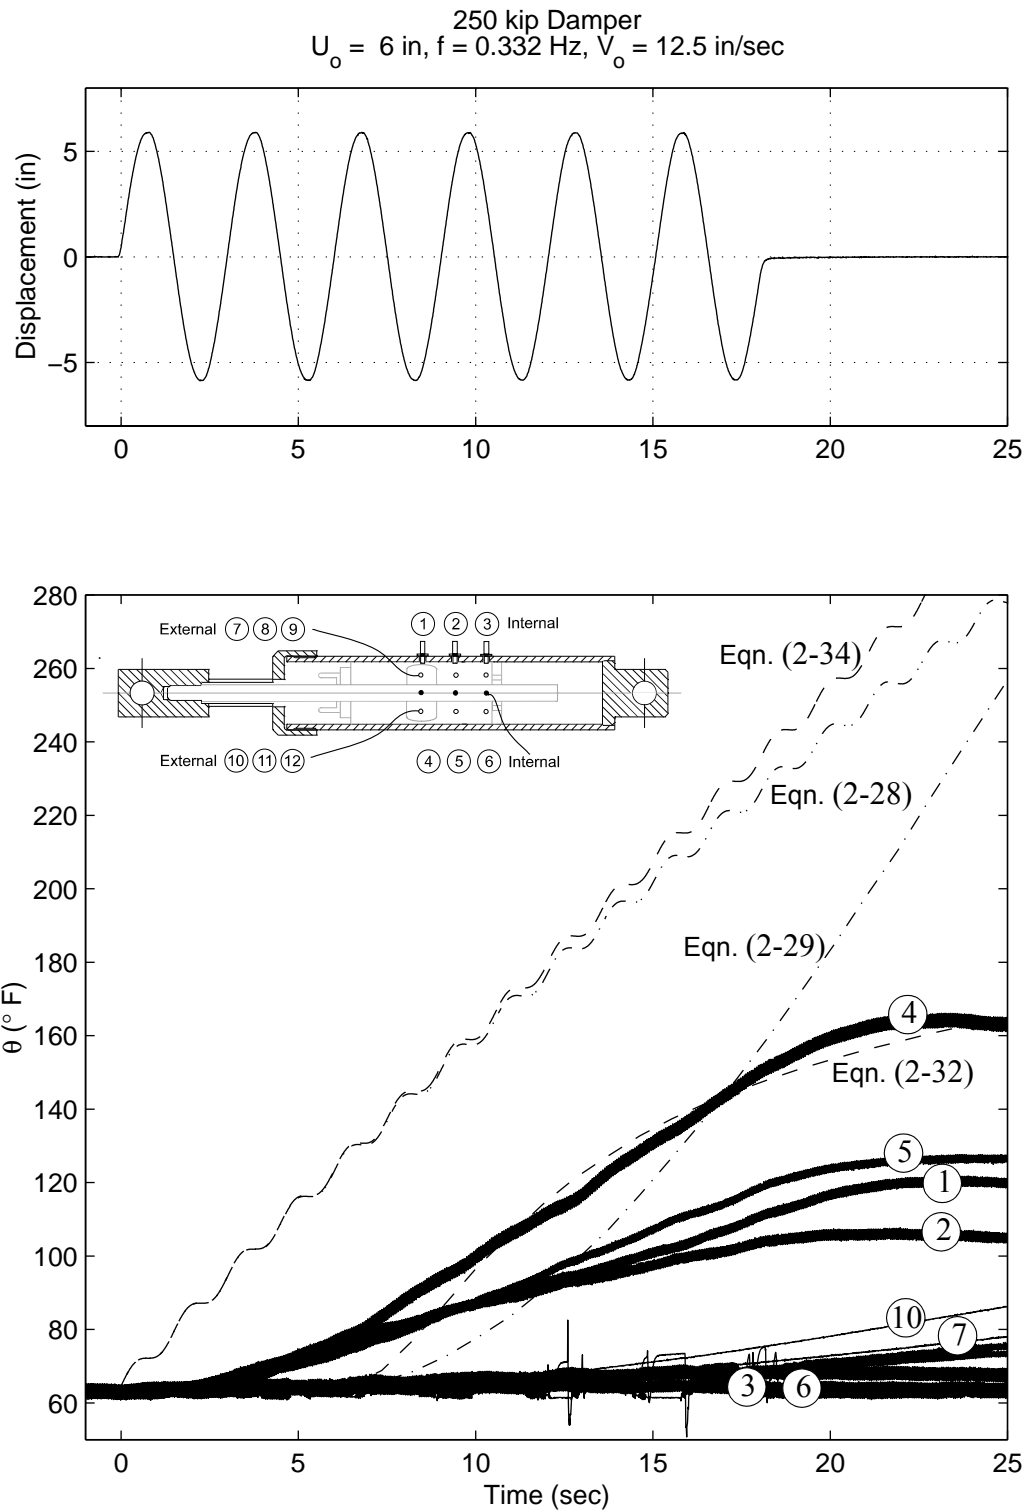 250 kip Damper
U_o = 6 in, f = 0.332 Hz, V_o = 12.5 in/sec
Displacement (in)
5
0
−5
0 5 10 15 20 25
θ (° F)
280
260
240
220
200
180
160
140
120
100
80
60
External 7 8 9
1 2 3 Internal
External 10 11 12
4 5 6 Internal
Eqn. (2-34)
Eqn. (2-28)
Eqn. (2-29)
4
Eqn. (2-32)
5
1
2
10
7
3 6
0 5 10 15 20 25
Time (sec)